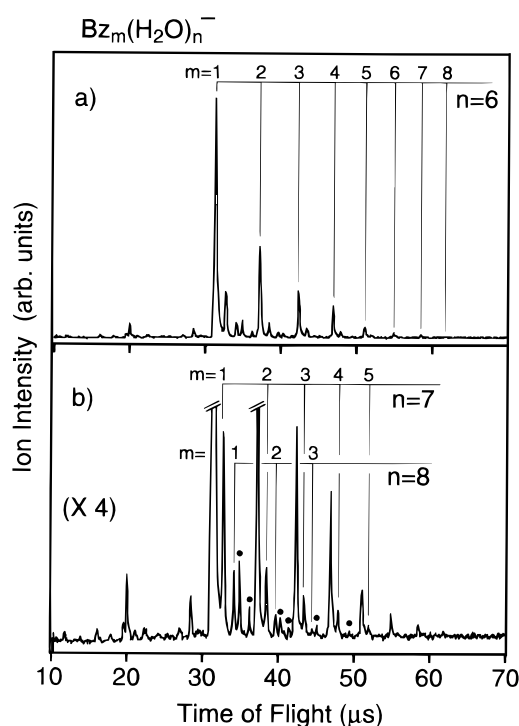 Bzₘ(H₂O)ₙ⁻
m=1 2 3 4 5 6 7 8
a)
n=6
m=1 2 3 4 5
b)
n=7
m= 1 2 3
n=8
(X 4)
Ion Intensity (arb. units)
10 20 30 40 50 60 70
Time of Flight (μs)